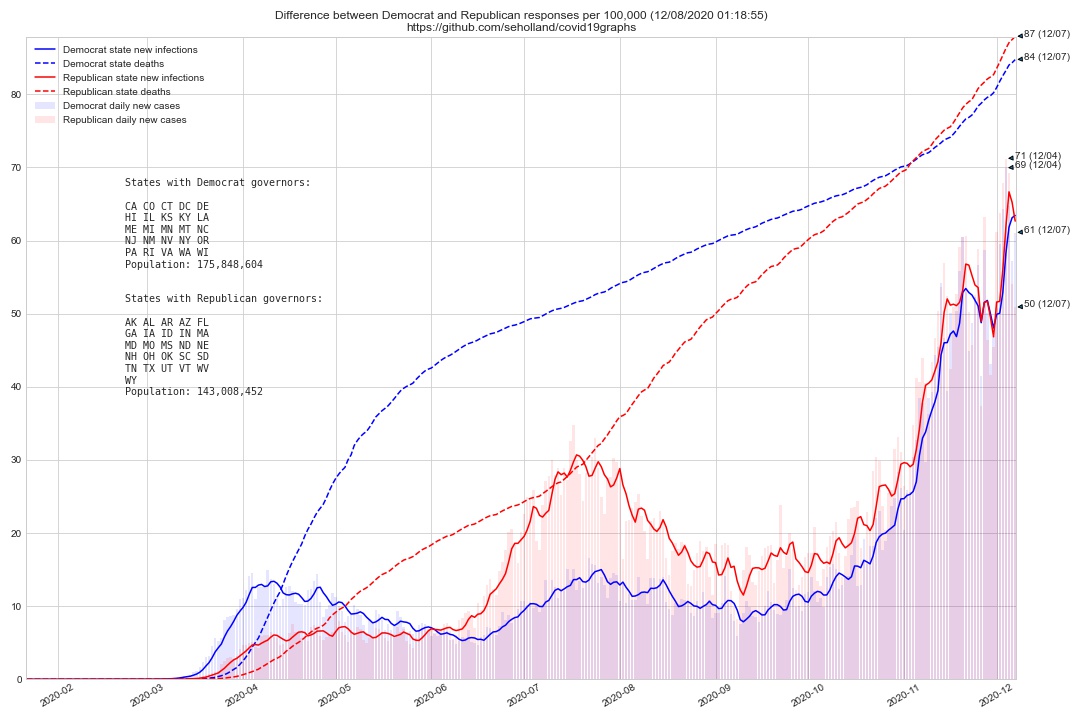 Difference between Democrat and Republican responses per 100,000 (12/08/2020 01:18:55)
https://github.com/seholland/covid19graphs
Democrat state new infections
Democrat state deaths
Republican state new infections
Republican state deaths
Democrat daily new cases
Republican daily new cases
States with Democrat governors:
CA CO CT DC DE
HI IL KS KY LA
ME MI MN MT NC
NJ NM NV NY OR
PA RI VA WA WI
Population: 175,848,604
States with Republican governors:
AK AL AR AZ FL
GA IA ID IN MA
MD MO MS ND NE
NH OH OK SC SD
TN TX UT VT WV
WY
Population: 143,008,452
87 (12/07)
84 (12/07)
71 (12/04)
69 (12/04)
61 (12/07)
50 (12/07)
80
70
60
50
40
30
20
10
0
2020-02
2020-03
2020-04
2020-05
2020-06
2020-07
2020-08
2020-09
2020-10
2020-11
2020-12